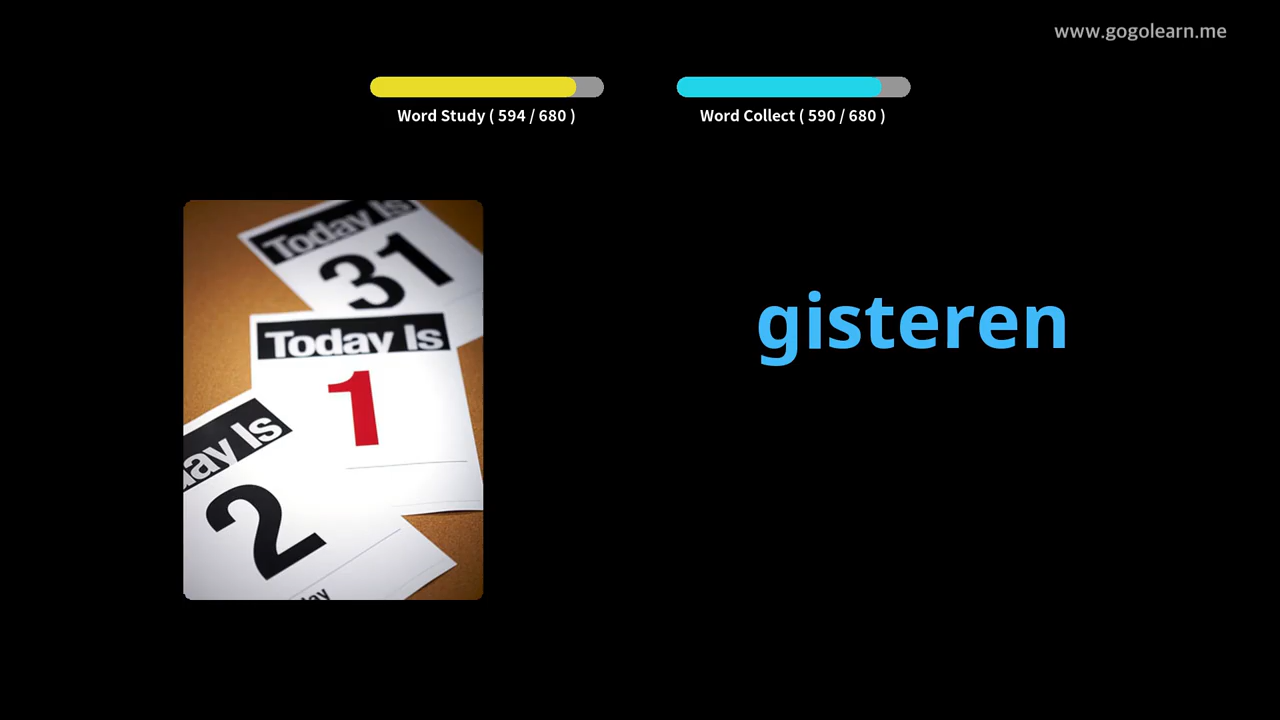 www.gogolearn.me
Word Study ( 594 / 680 )
Word Collect ( 590 / 680 )
Today Is
31
Today Is
1
ay Is
2
gisteren